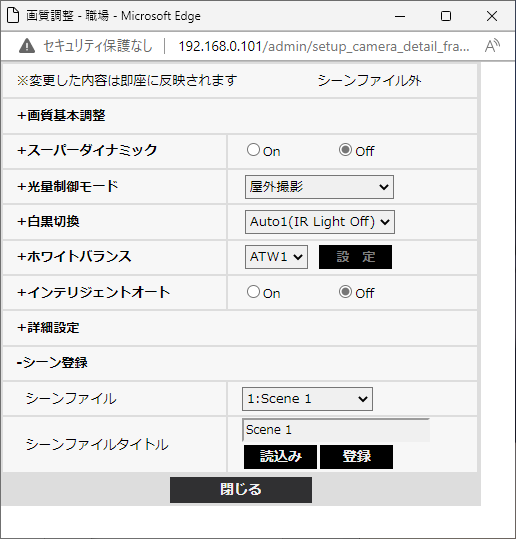 画質調整 - 職場 - Microsoft Edge
セキュリティ保護なし 192.168.0.101/admin/setup_camera_detail_fra...
※変更した内容は即座に反映されます シーンファイル外
+画質基本調整
+スーパーダイナミック On Off
+光量制御モード 屋外撮影
+白黒切換 Auto1(IR Light Off)
+ホワイトバランス ATW1 設 定
+インテリジェントオート On Off
+詳細設定
-シーン登録
シーンファイル 1:Scene 1
シーンファイルタイトル Scene 1
読込み 登録
閉じる